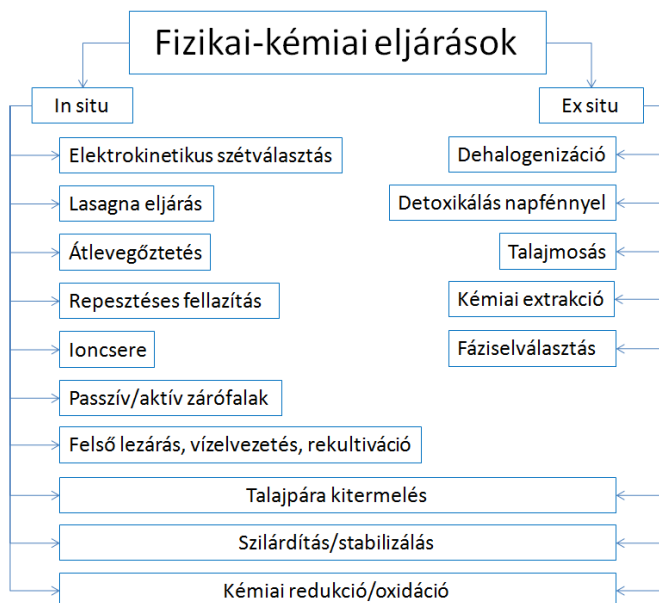 Fizikai-kémiai eljárások
In situ
Ex situ
Elektrokinetikus szétválasztás
Dehalogenizáció
Lasagna eljárás
Detoxikálás napfénnyel
Átlevegőztetés
Talajmosás
Repesztéses fellazítás
Kémiai extrakció
Ioncsere
Fáziselválasztás
Passzív/aktív zárófalak
Felső lezárás, vízelvezetés, rekultiváció
Talajpára kitermelés
Szilárdítás/stabilizálás
Kémiai redukció/oxidáció